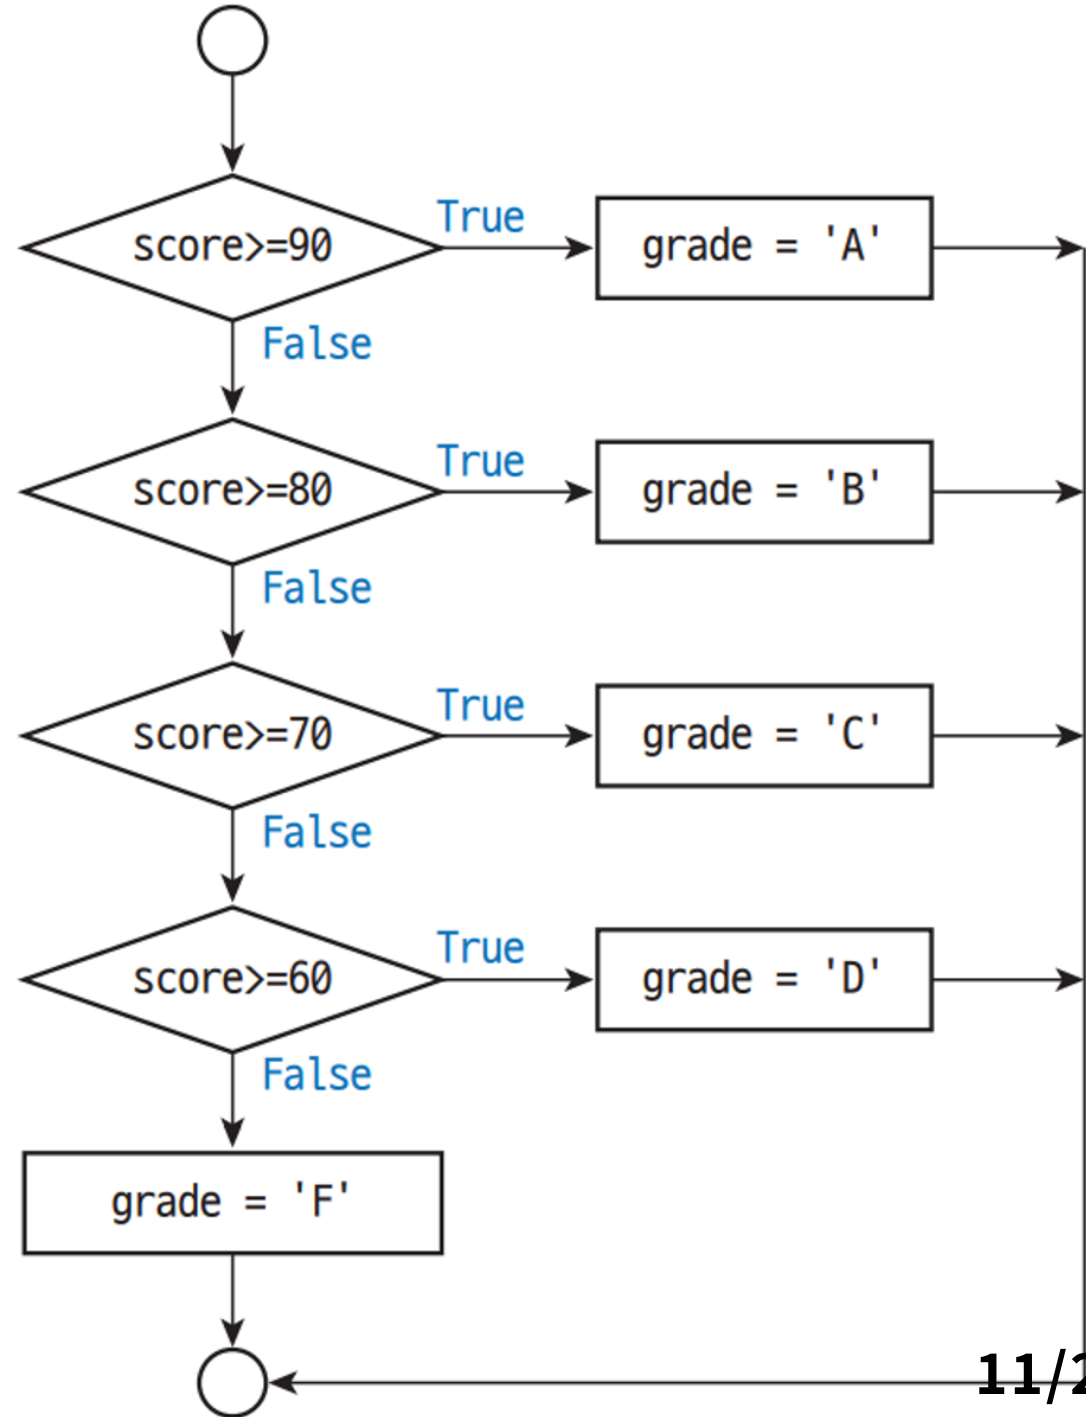 True
score>=90
grade = 'A'
False
True
score>=80
grade = 'B'
False
True
score>=70
grade = 'C'
False
True
score>=60
grade = 'D'
False
grade = 'F'